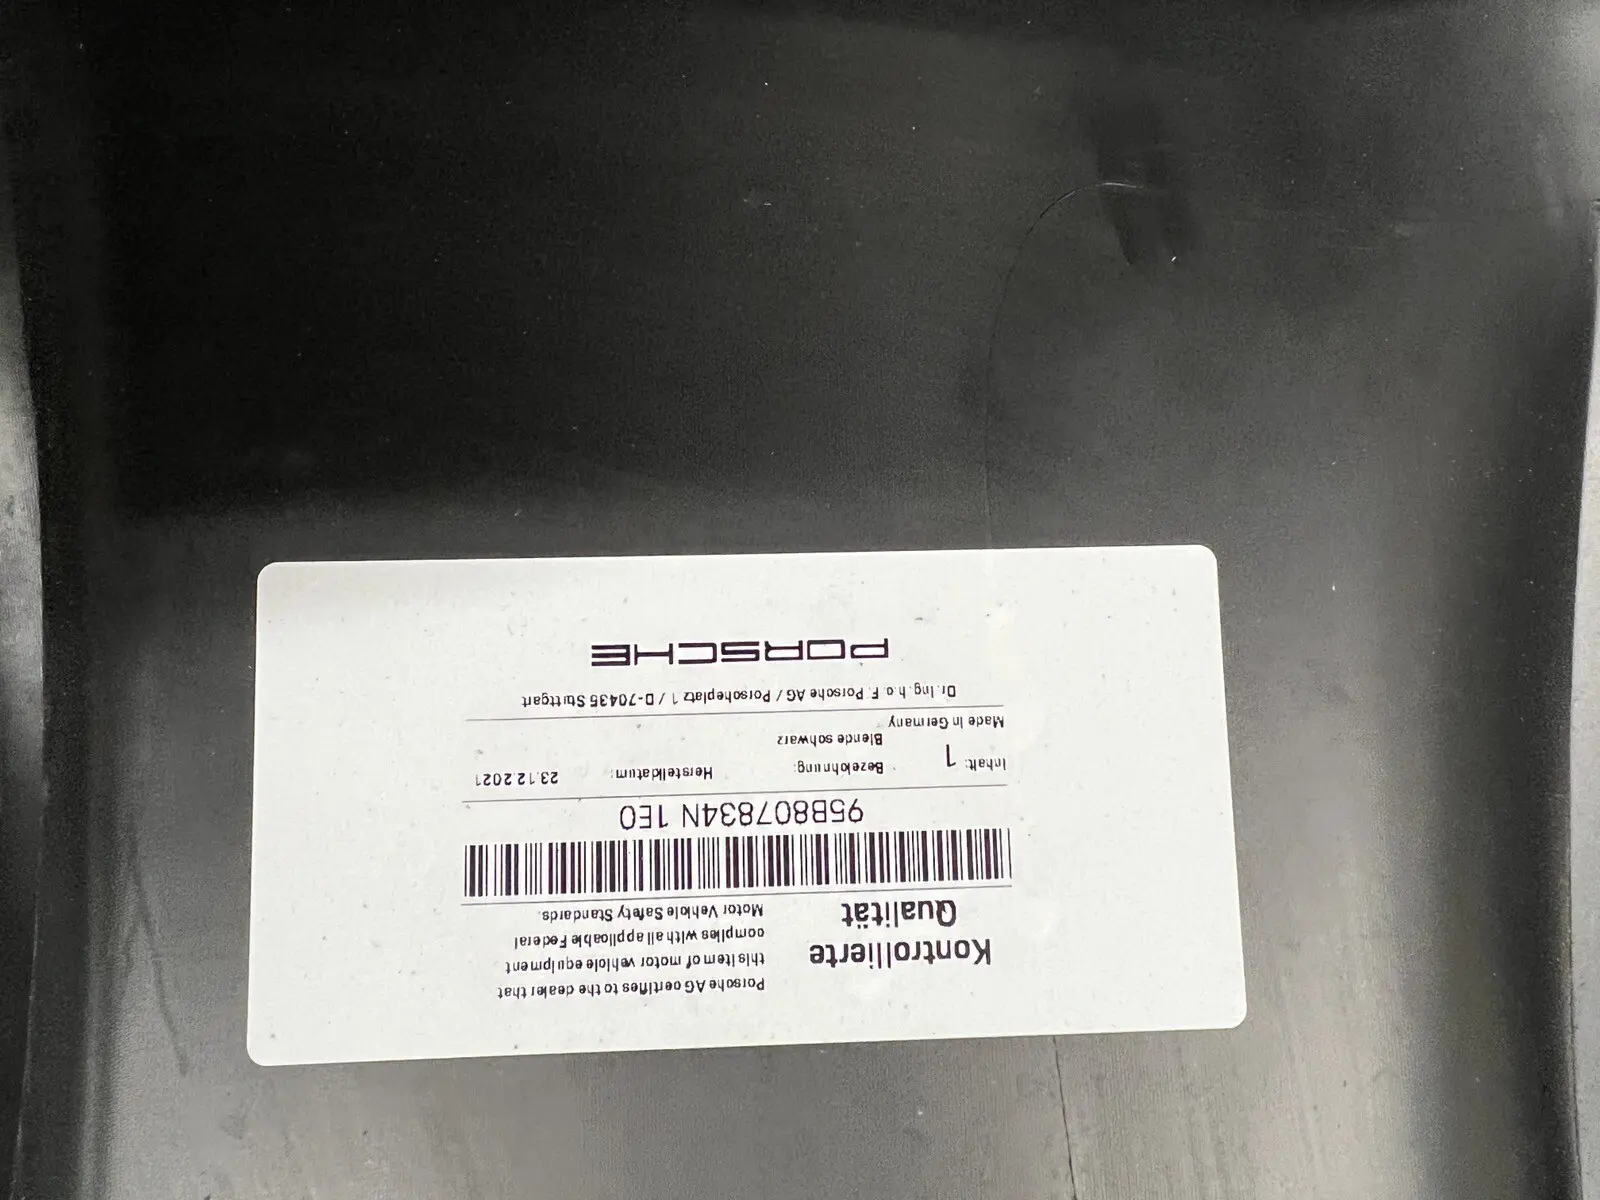 Kontrollierte
Qualität
Porsche AG certifies to the dealer that
this item of motor vehicle equipment
complies with all applicable Federal
Motor Vehicle Safety Standards.
95B807834N 1E0
Inhalt: 1 Bezeichnung: Herstelldatum: 23.12.2021
Blende schwarz
Made in Germany
Dr. Ing. h.c. F. Porsche AG / Porscheplatz 1 / D-70435 Stuttgart
PORSCHE